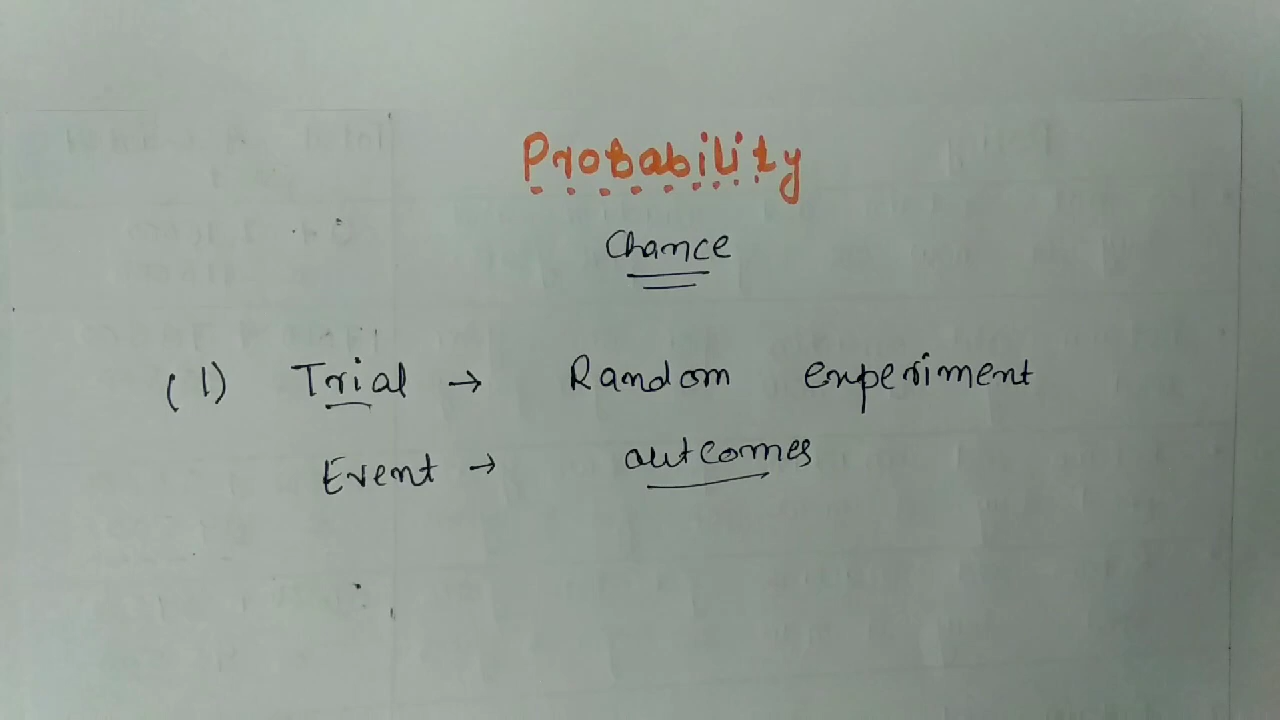 Probability
Chance
(1) Trial → Random experiment
Event → outcomes